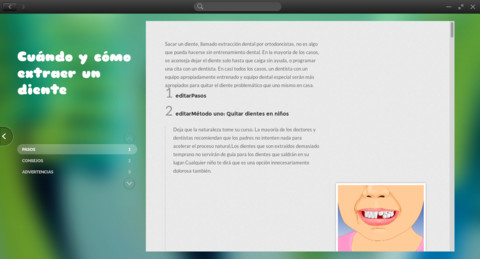 Cuándo y cómo
extraer un
diente
PASOS 1
CONSEJOS 2
ADVERTENCIAS 3
Sacar un diente, llamado extracción dental por ortodoncistas, no es algo
que pueda hacerse sin entrenamiento dental. En la mayoría de los casos,
es aconseja dejar el diente solo hasta que caiga sin ayuda, o programar
una cita con un dentista. En casi todos los casos, un dentista con un
equipo apropiadamente entrenado y equipo dental especial serán más
apropiados para quitar el diente problemático que uno mismo en casa.
1 editarPasos
2 editarMétodo uno: Quitar dientes en niños
Deja que la naturaleza tome su curso. La mayoría de los doctores y
dentistas recomiendan que los padres no intenten nada para
acelerar el proceso natural.Los dientes que son extraídos demasiado
temprano no servirán de guía para los dientes que saldrán en su
lugar.Cualquier niño te dirá que es una opción innecesariamente
dolorosa también.